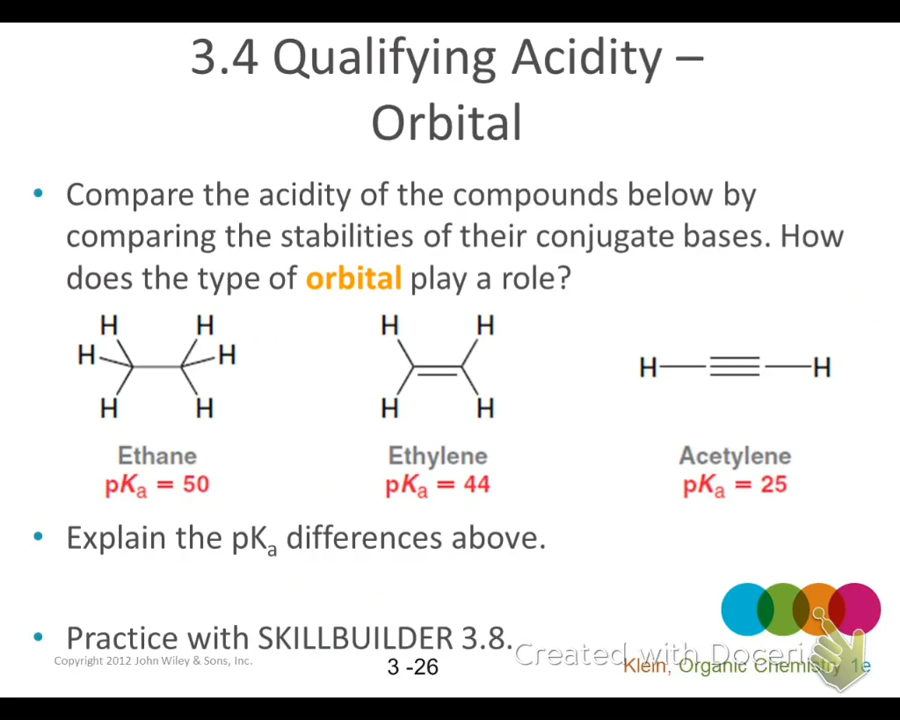 3.4 Qualifying Acidity –
Orbital
• Compare the acidity of the compounds below by
comparing the stabilities of their conjugate bases. How
does the type of orbital play a role?
H H H
H H H
H H
H H
H H
Ethane
pKa = 50
Ethylene
pKa = 44
Acetylene
pKa = 25
• Explain the pKa differences above.
• Practice with SKILLBUILDER 3.8.
Copyright 2012 John Wiley & Sons, Inc.
3 -26
Created with Doceri
Klein, Organic Chemistry 1e